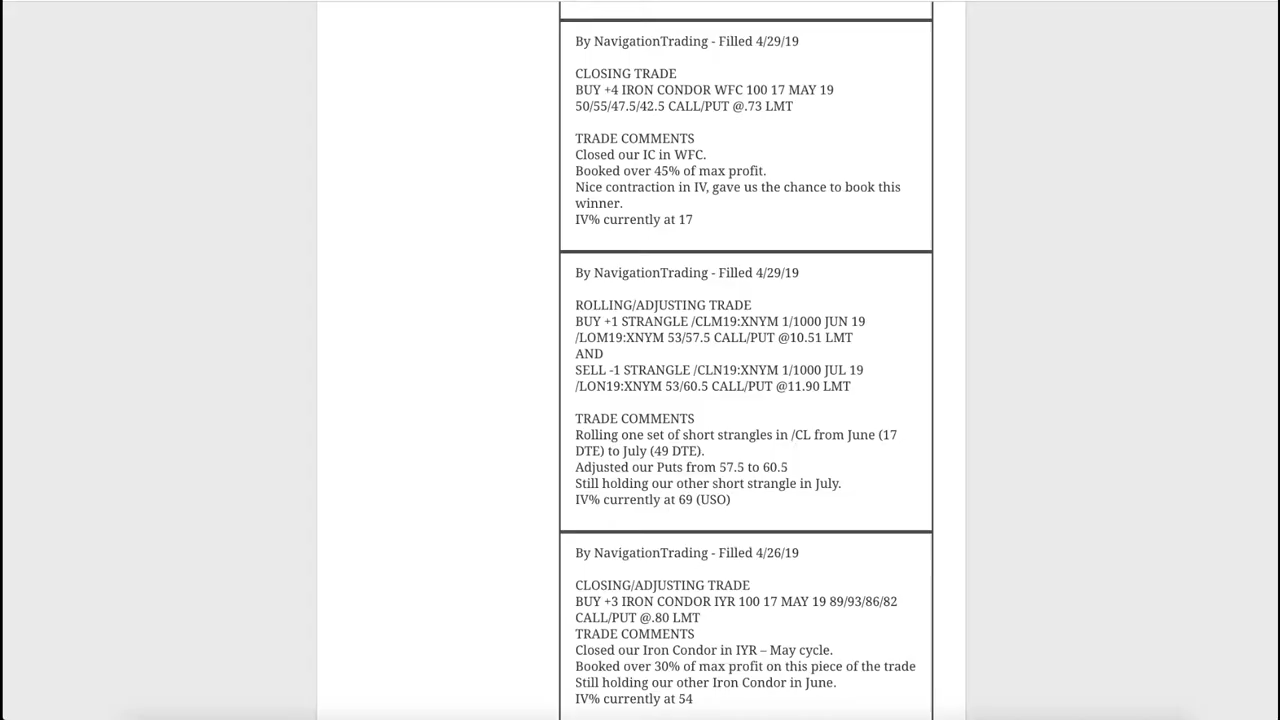 By NavigationTrading - Filled 4/29/19
CLOSING TRADE
BUY +4 IRON CONDOR WFC 100 17 MAY 19
50/55/47.5/42.5 CALL/PUT @.73 LMT
TRADE COMMENTS
Closed our IC in WFC.
Booked over 45% of max profit.
Nice contraction in IV, gave us the chance to book this
winner.
IV% currently at 17
By NavigationTrading - Filled 4/29/19
ROLLING/ADJUSTING TRADE
BUY +1 STRANGLE /CLM19:XNYM 1/1000 JUN 19
/LOM19:XNYM 53/57.5 CALL/PUT @10.51 LMT
AND
SELL -1 STRANGLE /CLN19:XNYM 1/1000 JUL 19
/LON19:XNYM 53/60.5 CALL/PUT @11.90 LMT
TRADE COMMENTS
Rolling one set of short strangles in /CL from June (17
DTE) to July (49 DTE).
Adjusted our Puts from 57.5 to 60.5
Still holding our other short strangle in July.
IV% currently at 69 (USO)
By NavigationTrading - Filled 4/26/19
CLOSING/ADJUSTING TRADE
BUY +3 IRON CONDOR IYR 100 17 MAY 19 89/93/86/82
CALL/PUT @.80 LMT
TRADE COMMENTS
Closed our Iron Condor in IYR – May cycle.
Booked over 30% of max profit on this piece of the trade
Still holding our other Iron Condor in June.
IV% currently at 54